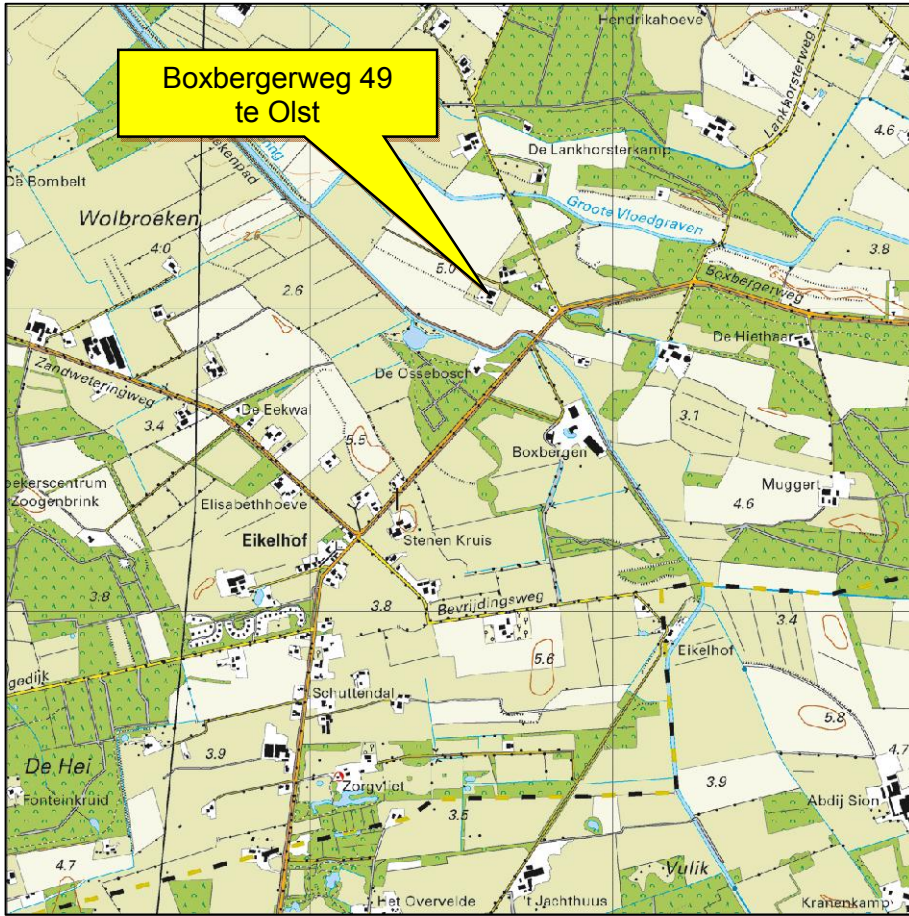 Hendrikahoeve
Boxbergerweg 49
te Olst
Lankhorsterweg
4.6
De Lankhorsterkamp
De Bombelt
Wolbroeken
4.0
2.6
Groote Vloedgraven
3.8
5.0
Boxbergerweg
2.6
De Hiethaar
De Ossebosch
Zandweteringweg
De Eekwal
3.4
5.5
3.1
Boxbergen
Zoogenbrink
Elisabethhoeve
Muggert
4.6
Eikelhof
Stenen Kruis
3.8
3.8
Bevrijdingsweg
3.4
Eikelhof
gedijk
5.6
Schuttendal
5.8
3.9
4.7
De Hei
Zorgvliet
3.9
Fonteinkruid
3.5
Abdij Sion
4.7
Vulik
Het Overvelde
't Jachthuus
Kranenkamp